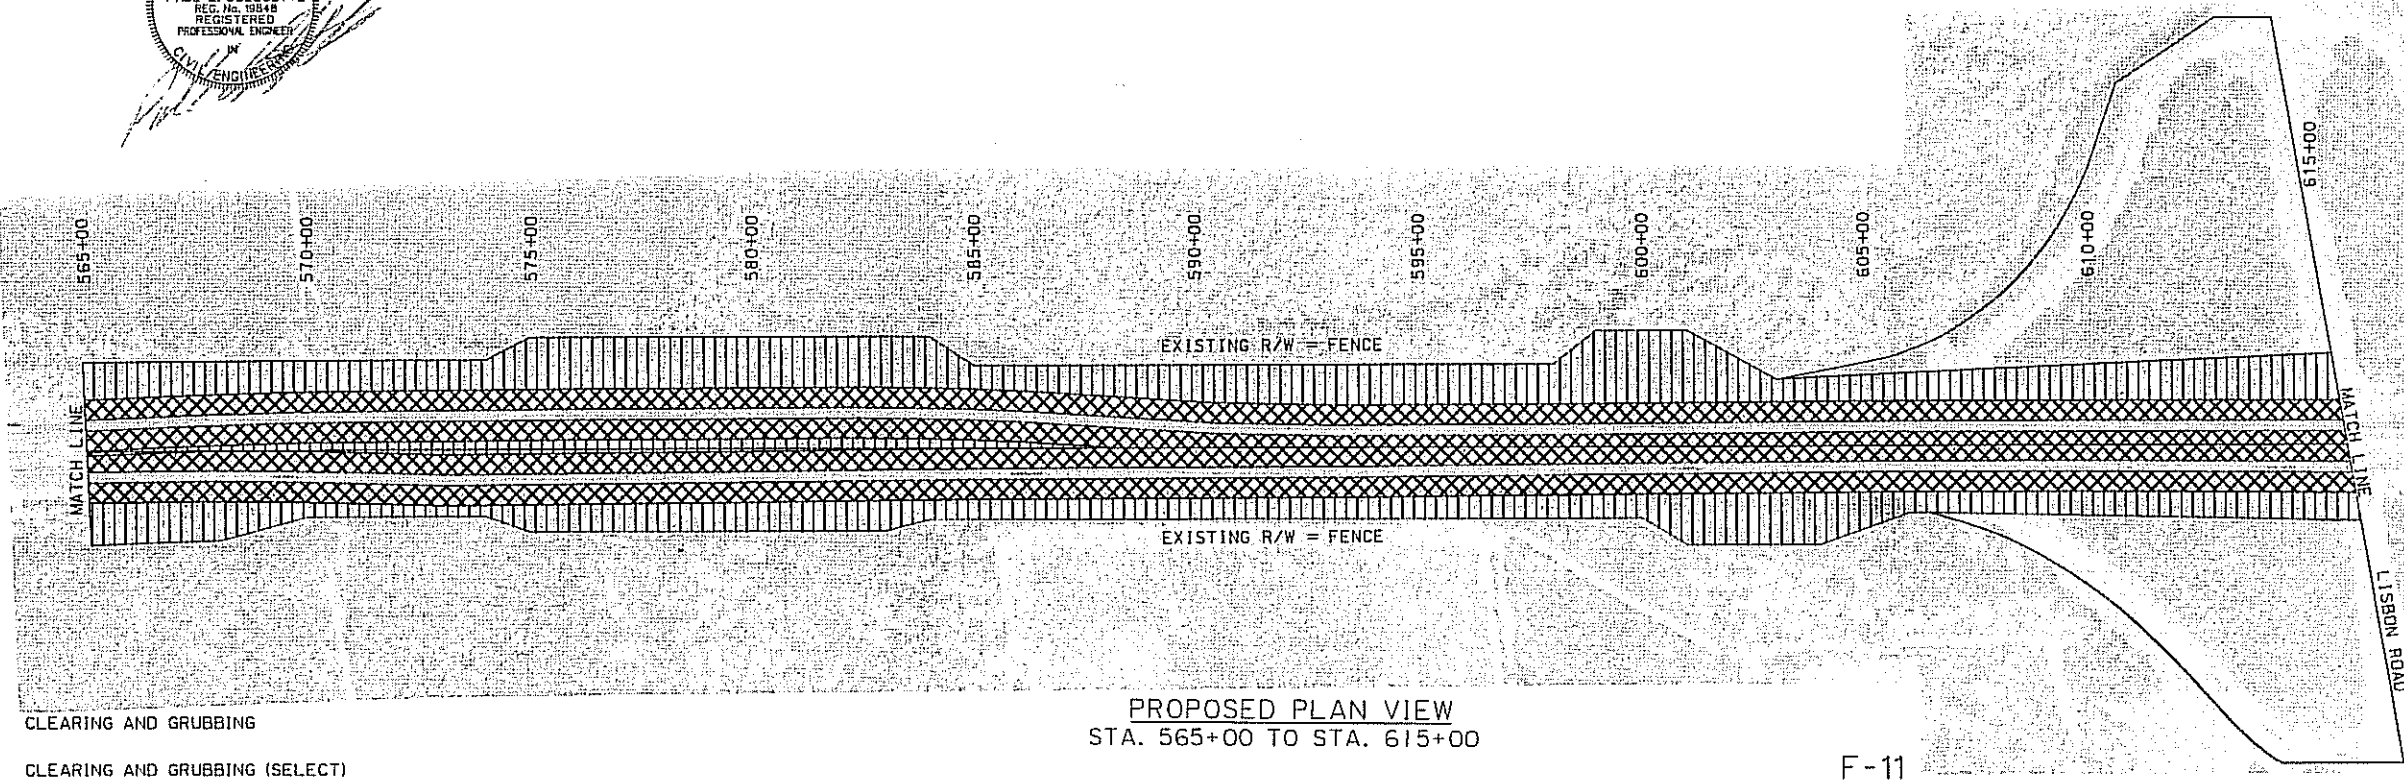 REG. No. 19848
REGISTERED
PROFESSIONAL ENGINEER
IN
CIVIL ENGINEERING
565+00
570+00
575+00
580+00
585+00
590+00
595+00
600+00
605+00
610+00
615+00
EXISTING R/W = FENCE
MATCH LINE
MATCH LINE
EXISTING R/W = FENCE
LISBON ROAD
CLEARING AND GRUBBING
CLEARING AND GRUBBING (SELECT)
PROPOSED PLAN VIEW
STA. 565+00 TO STA. 615+00
F-11